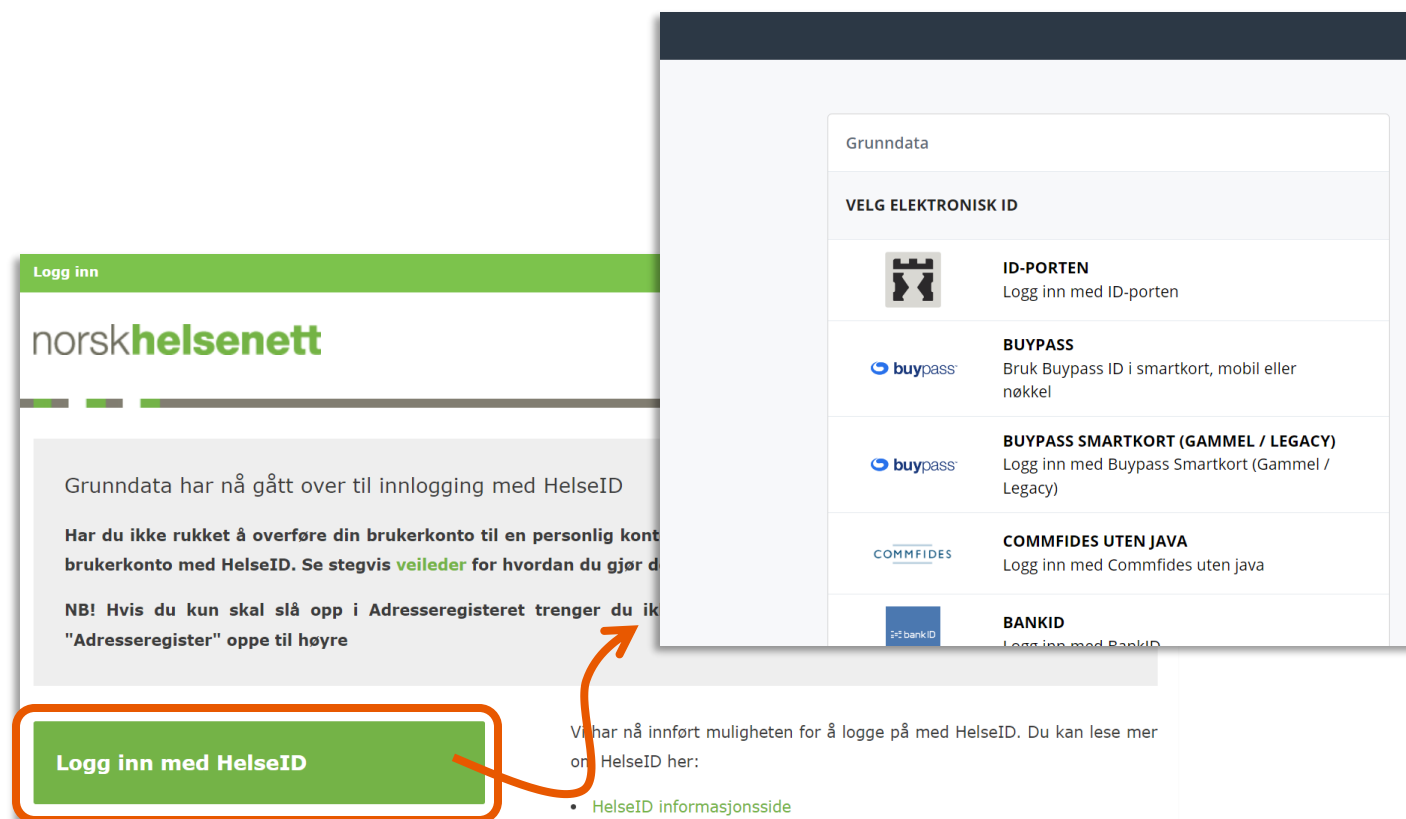 Logg inn
norskhelsenett
Grunndata har nå gått over til innlogging med HelseID
Har du ikke rukket å overføre din brukerkonto til en personlig
brukerkonto med HelseID. Se stegvis veileder for hvordan du gjør
NB! Hvis du kun skal slå opp i Adresseregisteret trenger du
"Adresseregister" oppe til høyre
Logg inn med HelseID
Vi har nå innført muligheten for å logge på med HelseID. Du kan lese mer
om HelseID her:
• HelseID informasjonsside
Grunndata
VELG ELEKTRONISK ID
ID-PORTEN
Logg inn med ID-porten
buypass
BUYPASS
Bruk Buypass ID i smartkort, mobil eller
nøkkel
buypass
BUYPASS SMARTKORT (GAMMEL / LEGACY)
Logg inn med Buypass Smartkort (Gammel /
Legacy)
COMMFIDES
COMMFIDES UTEN JAVA
Logg inn med Commfides uten java
bankID
BANKID
Logg inn med BankID